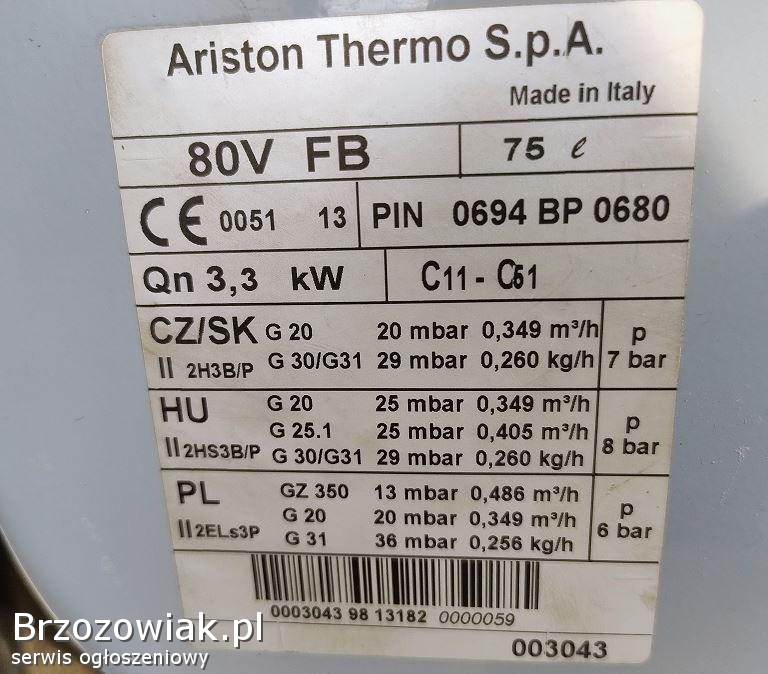 Ariston Thermo S.p.A.
Made in Italy
80V FB 75 ℓ
CE 0051 13 PIN 0694 BP 0680
Qn 3,3 kW C11 - C61
CZ/SK G 20 20 mbar 0,349 m³/h p
II 2H3B/P G 30/G31 29 mbar 0,260 kg/h 7 bar
HU G 20 25 mbar 0,349 m³/h p
G 25.1 25 mbar 0,405 m³/h
II2HS3B/P G 30/G31 29 mbar 0,260 kg/h 8 bar
PL GZ 350 13 mbar 0,486 m³/h p
G 20 20 mbar 0,349 m³/h
II2ELs3P G 31 36 mbar 0,256 kg/h 6 bar
0003043 98 13182 0000059
003043
Brzozowiak.pl
serwis ogłoszeniowy